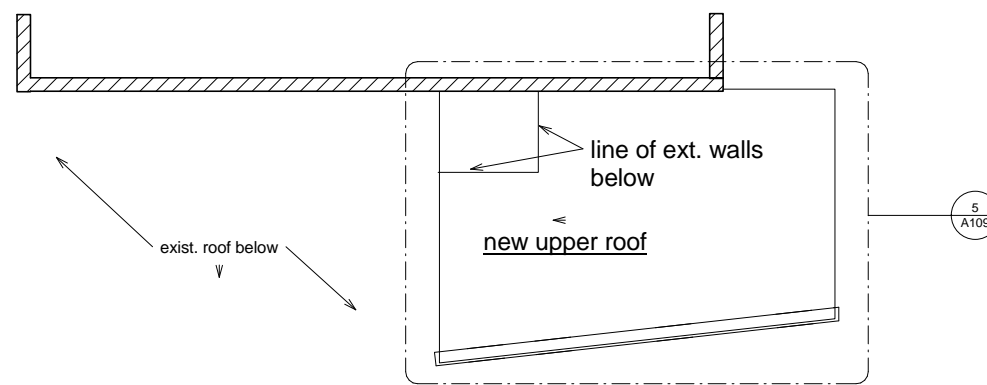 line of ext. walls
below
5
A109
new upper roof
exist. roof below